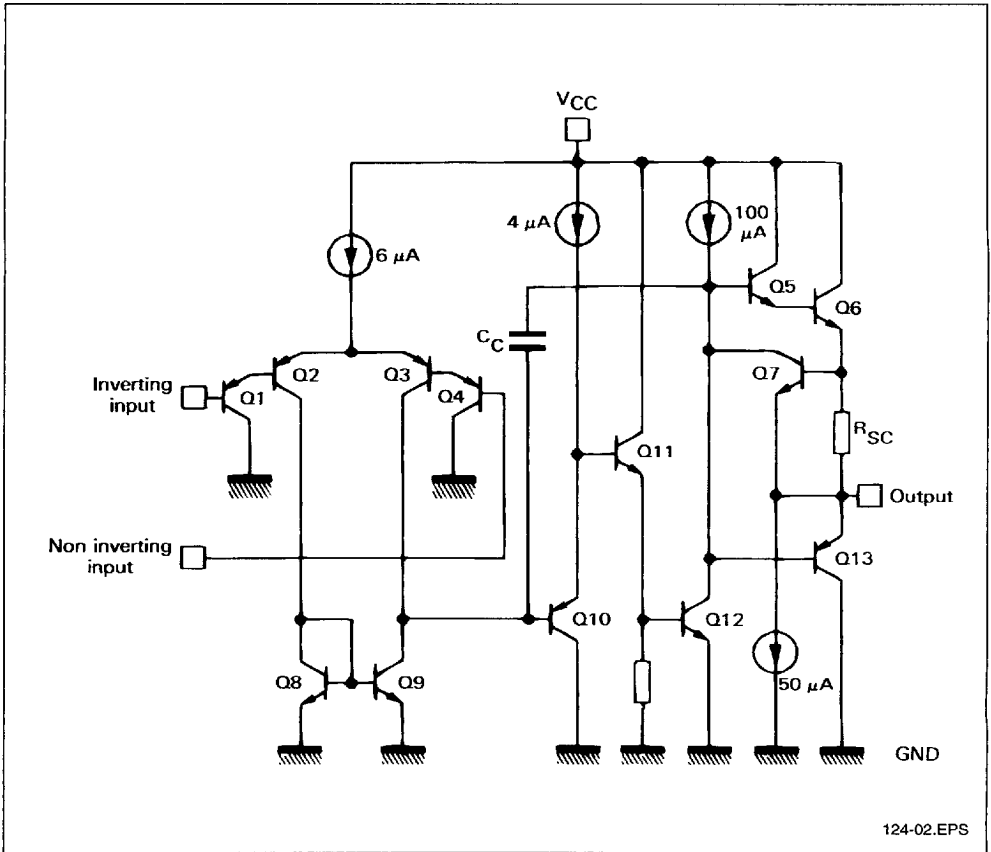 VCC
6 µA
4 µA
100
µA
Q5
Q6
CC
Q2
Q3
Q7
Inverting
input
Q1
Q4
RSC
Q11
Output
Non inverting
input
Q13
Q10
Q12
Q8
Q9
50 µA
GND
124-02.EPS